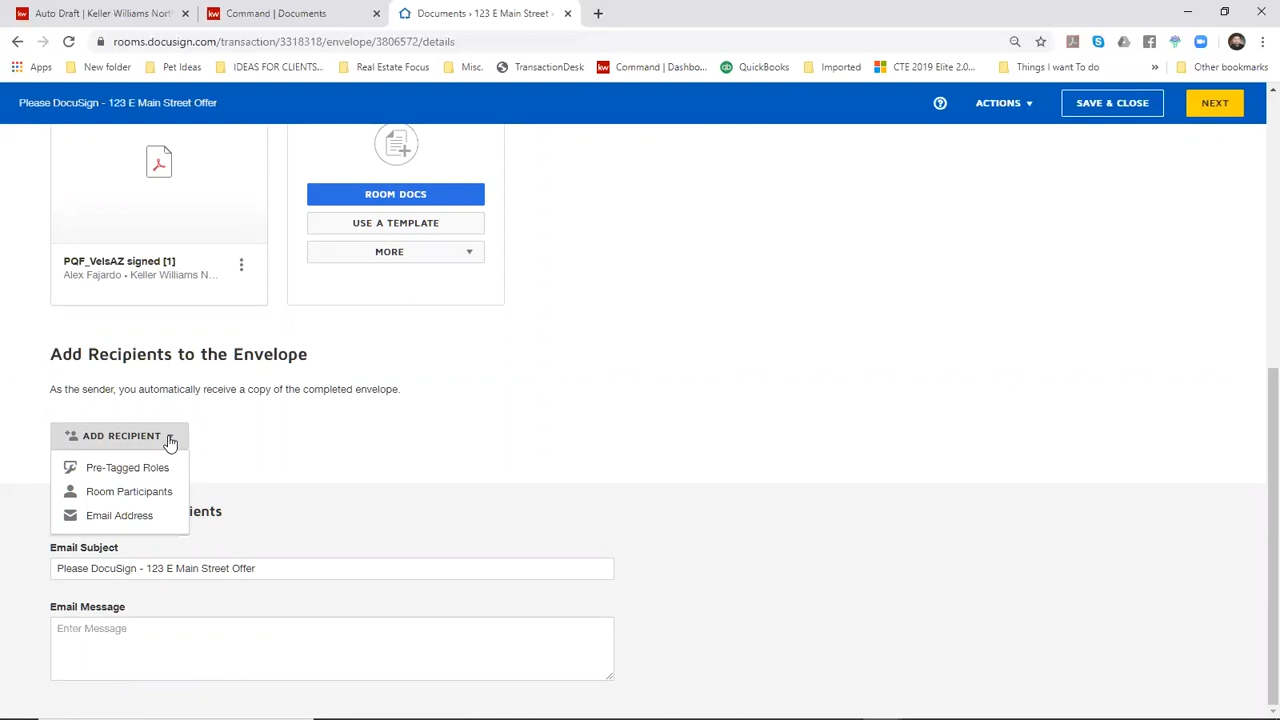 Auto Draft | Keller Williams Nort
Command | Documents
Documents › 123 E Main Street -
rooms.docusign.com/transaction/3318318/envelope/3806572/details
Apps
New folder
Pet Ideas
IDEAS FOR CLIENTS...
Real Estate Focus
Misc.
TransactionDesk
Command | Dashbo...
QuickBooks
Imported
CTE 2019 Elite 2.0...
Things I want To do
»
Other bookmarks
Please DocuSign - 123 E Main Street Offer
ACTIONS
SAVE & CLOSE
NEXT
ROOM DOCS
USE A TEMPLATE
MORE
PQF_VelsAZ signed [1]
Alex Fajardo • Keller Williams N...
Add Recipients to the Envelope
As the sender, you automatically receive a copy of the completed envelope.
ADD RECIPIENT
Pre-Tagged Roles
Room Participants
Email Address
ients
Email Subject
Please DocuSign - 123 E Main Street Offer
Email Message
Enter Message